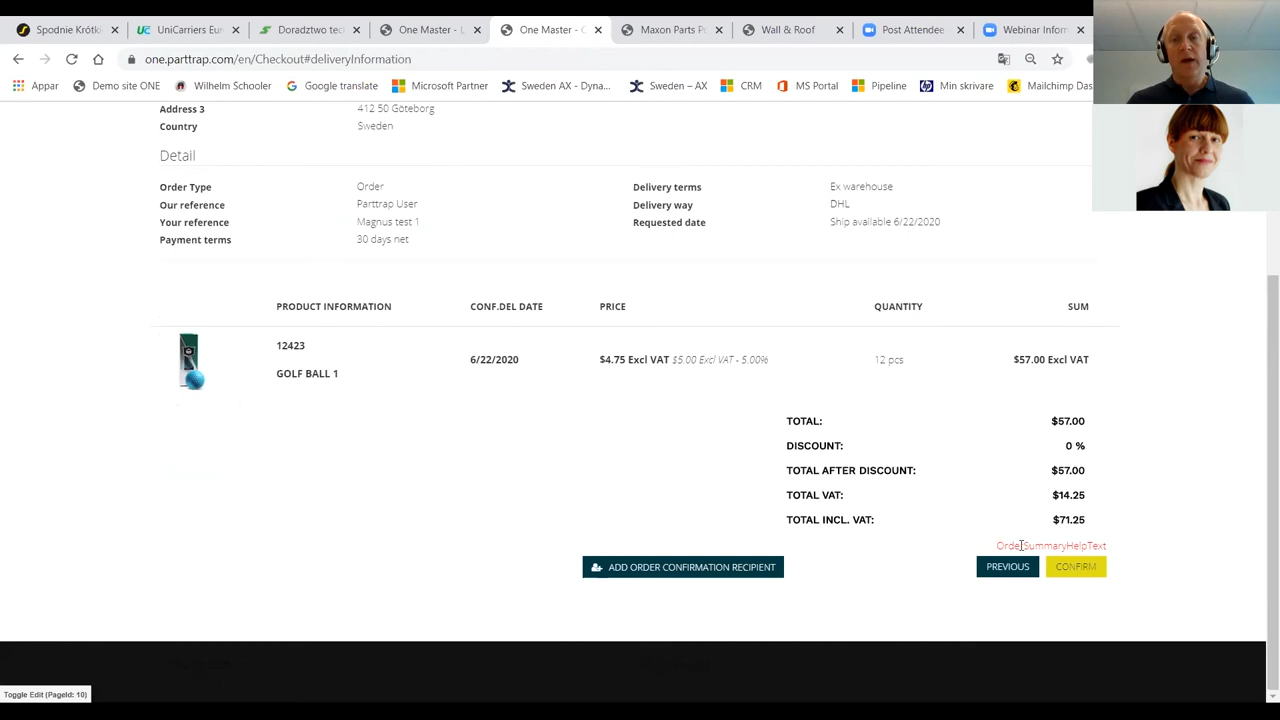 Spodnie Krótki
UniCarriers Eur
Doradztwo tec
One Master - L
One Master - C
Maxon Parts Po
Wall & Roof
Post Attendee
Webinar Inform
one.parttrap.com/en/Checkout#deliveryInformation
Appar
Demo site ONE
Wilhelm Schooler
Google translate
Microsoft Partner
Sweden AX - Dyna...
Sweden – AX
CRM
MS Portal
Pipeline
Min skrivare
Mailchimp Das
Address 3 412 50 Göteborg
Country Sweden
Detail
Order Type Order Delivery terms Ex warehouse
Our reference Parttrap User Delivery way DHL
Your reference Magnus test 1 Requested date Ship available 6/22/2020
Payment terms 30 days net
PRODUCT INFORMATION CONF.DEL DATE PRICE QUANTITY SUM
12423
6/22/2020 $4.75 Excl VAT $5.00 Excl VAT - 5.00% 12 pcs $57.00 Excl VAT
GOLF BALL 1
TOTAL: $57.00
DISCOUNT: 0 %
TOTAL AFTER DISCOUNT: $57.00
TOTAL VAT: $14.25
TOTAL INCL. VAT: $71.25
OrderSummaryHelpText
ADD ORDER CONFIRMATION RECIPIENT PREVIOUS CONFIRM
Toggle Edit (PageId: 10)